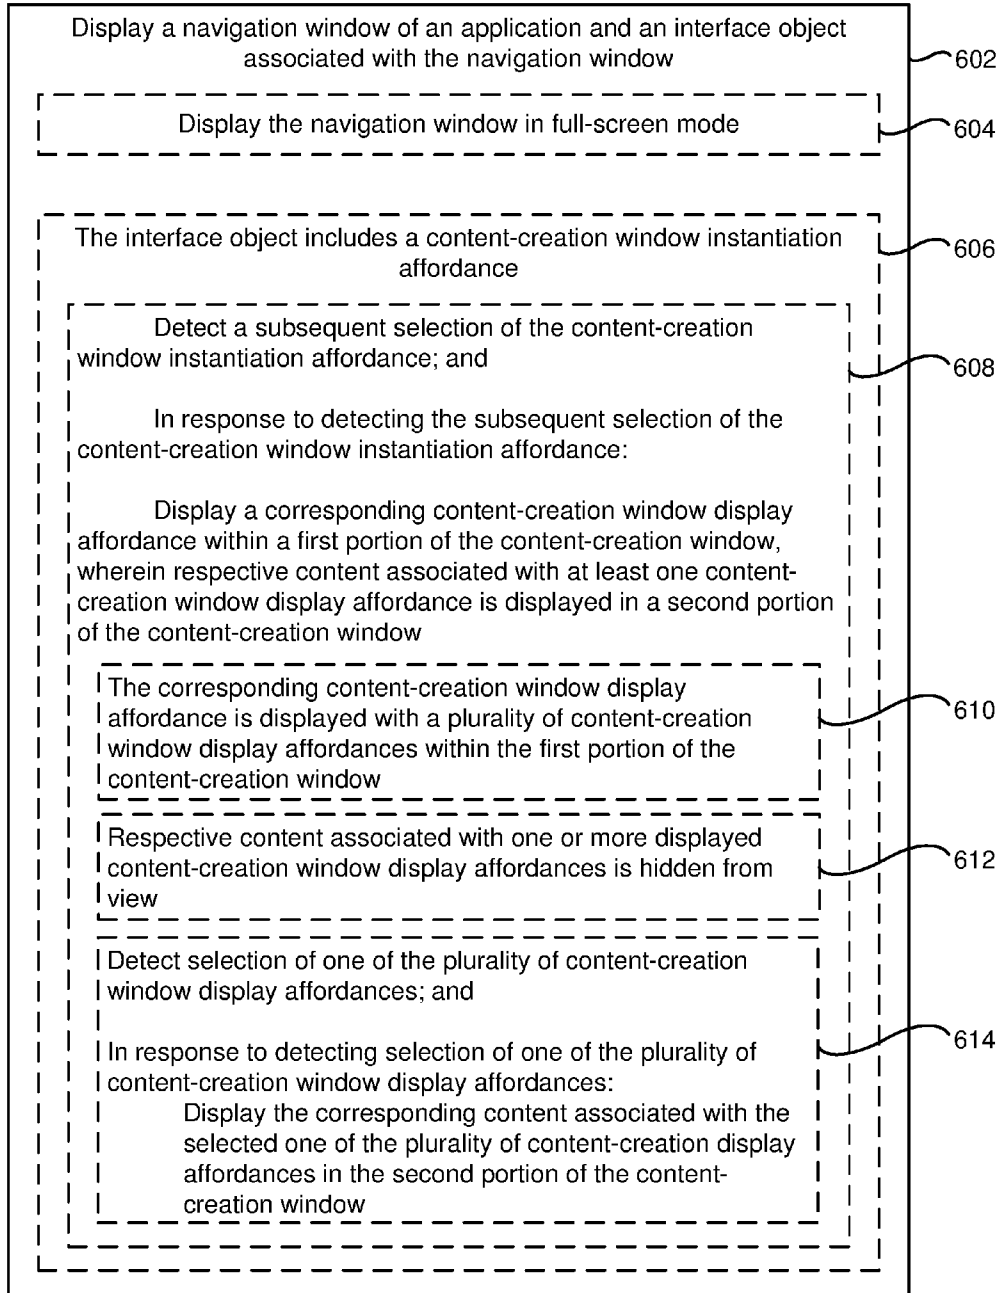 Display a navigation window of an application and an interface object
associated with the navigation window
602
Display the navigation window in full-screen mode
604
The interface object includes a content-creation window instantiation
affordance
606
Detect a subsequent selection of the content-creation
window instantiation affordance; and
608
In response to detecting the subsequent selection of the
content-creation window instantiation affordance:
Display a corresponding content-creation window display
affordance within a first portion of the content-creation window,
wherein respective content associated with at least one content-
creation window display affordance is displayed in a second portion
of the content-creation window
The corresponding content-creation window display
affordance is displayed with a plurality of content-creation
window display affordances within the first portion of the
content-creation window
610
Respective content associated with one or more displayed
content-creation window display affordances is hidden from
view
612
Detect selection of one of the plurality of content-creation
window display affordances; and
In response to detecting selection of one of the plurality of
content-creation window display affordances:
Display the corresponding content associated with the
selected one of the plurality of content-creation display
affordances in the second portion of the content-
creation window
614